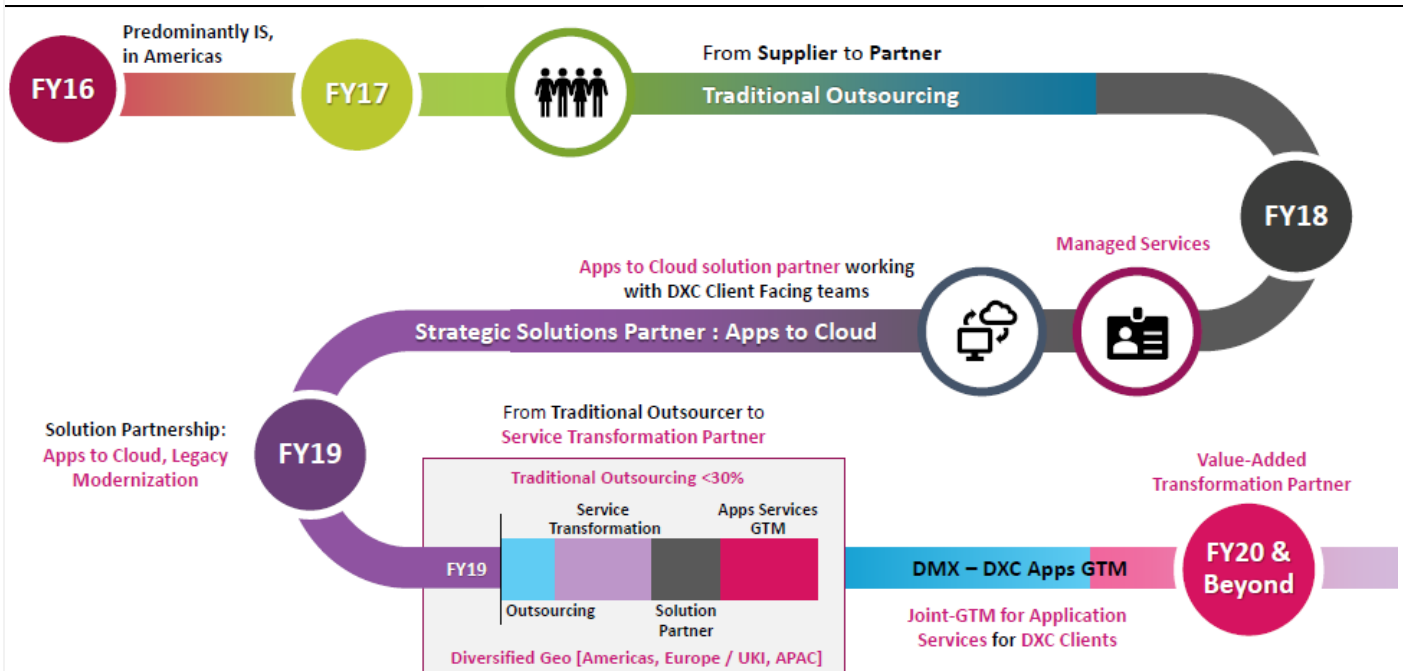 Predominantly IS,
in Americas
FY16
FY17
From Supplier to Partner
Traditional Outsourcing
FY18
Managed Services
Apps to Cloud solution partner working
with DXC Client Facing teams
Strategic Solutions Partner : Apps to Cloud
Solution Partnership:
Apps to Cloud, Legacy
Modernization
FY19
From Traditional Outsourcer to
Service Transformation Partner
Traditional Outsourcing <30%
Service
Transformation
Apps Services
GTM
FY19
Outsourcing
Solution
Partner
Diversified Geo [Americas, Europe / UKI, APAC]
Value-Added
Transformation Partner
DMX – DXC Apps GTM
FY20 &
Beyond
Joint-GTM for Application
Services for DXC Clients